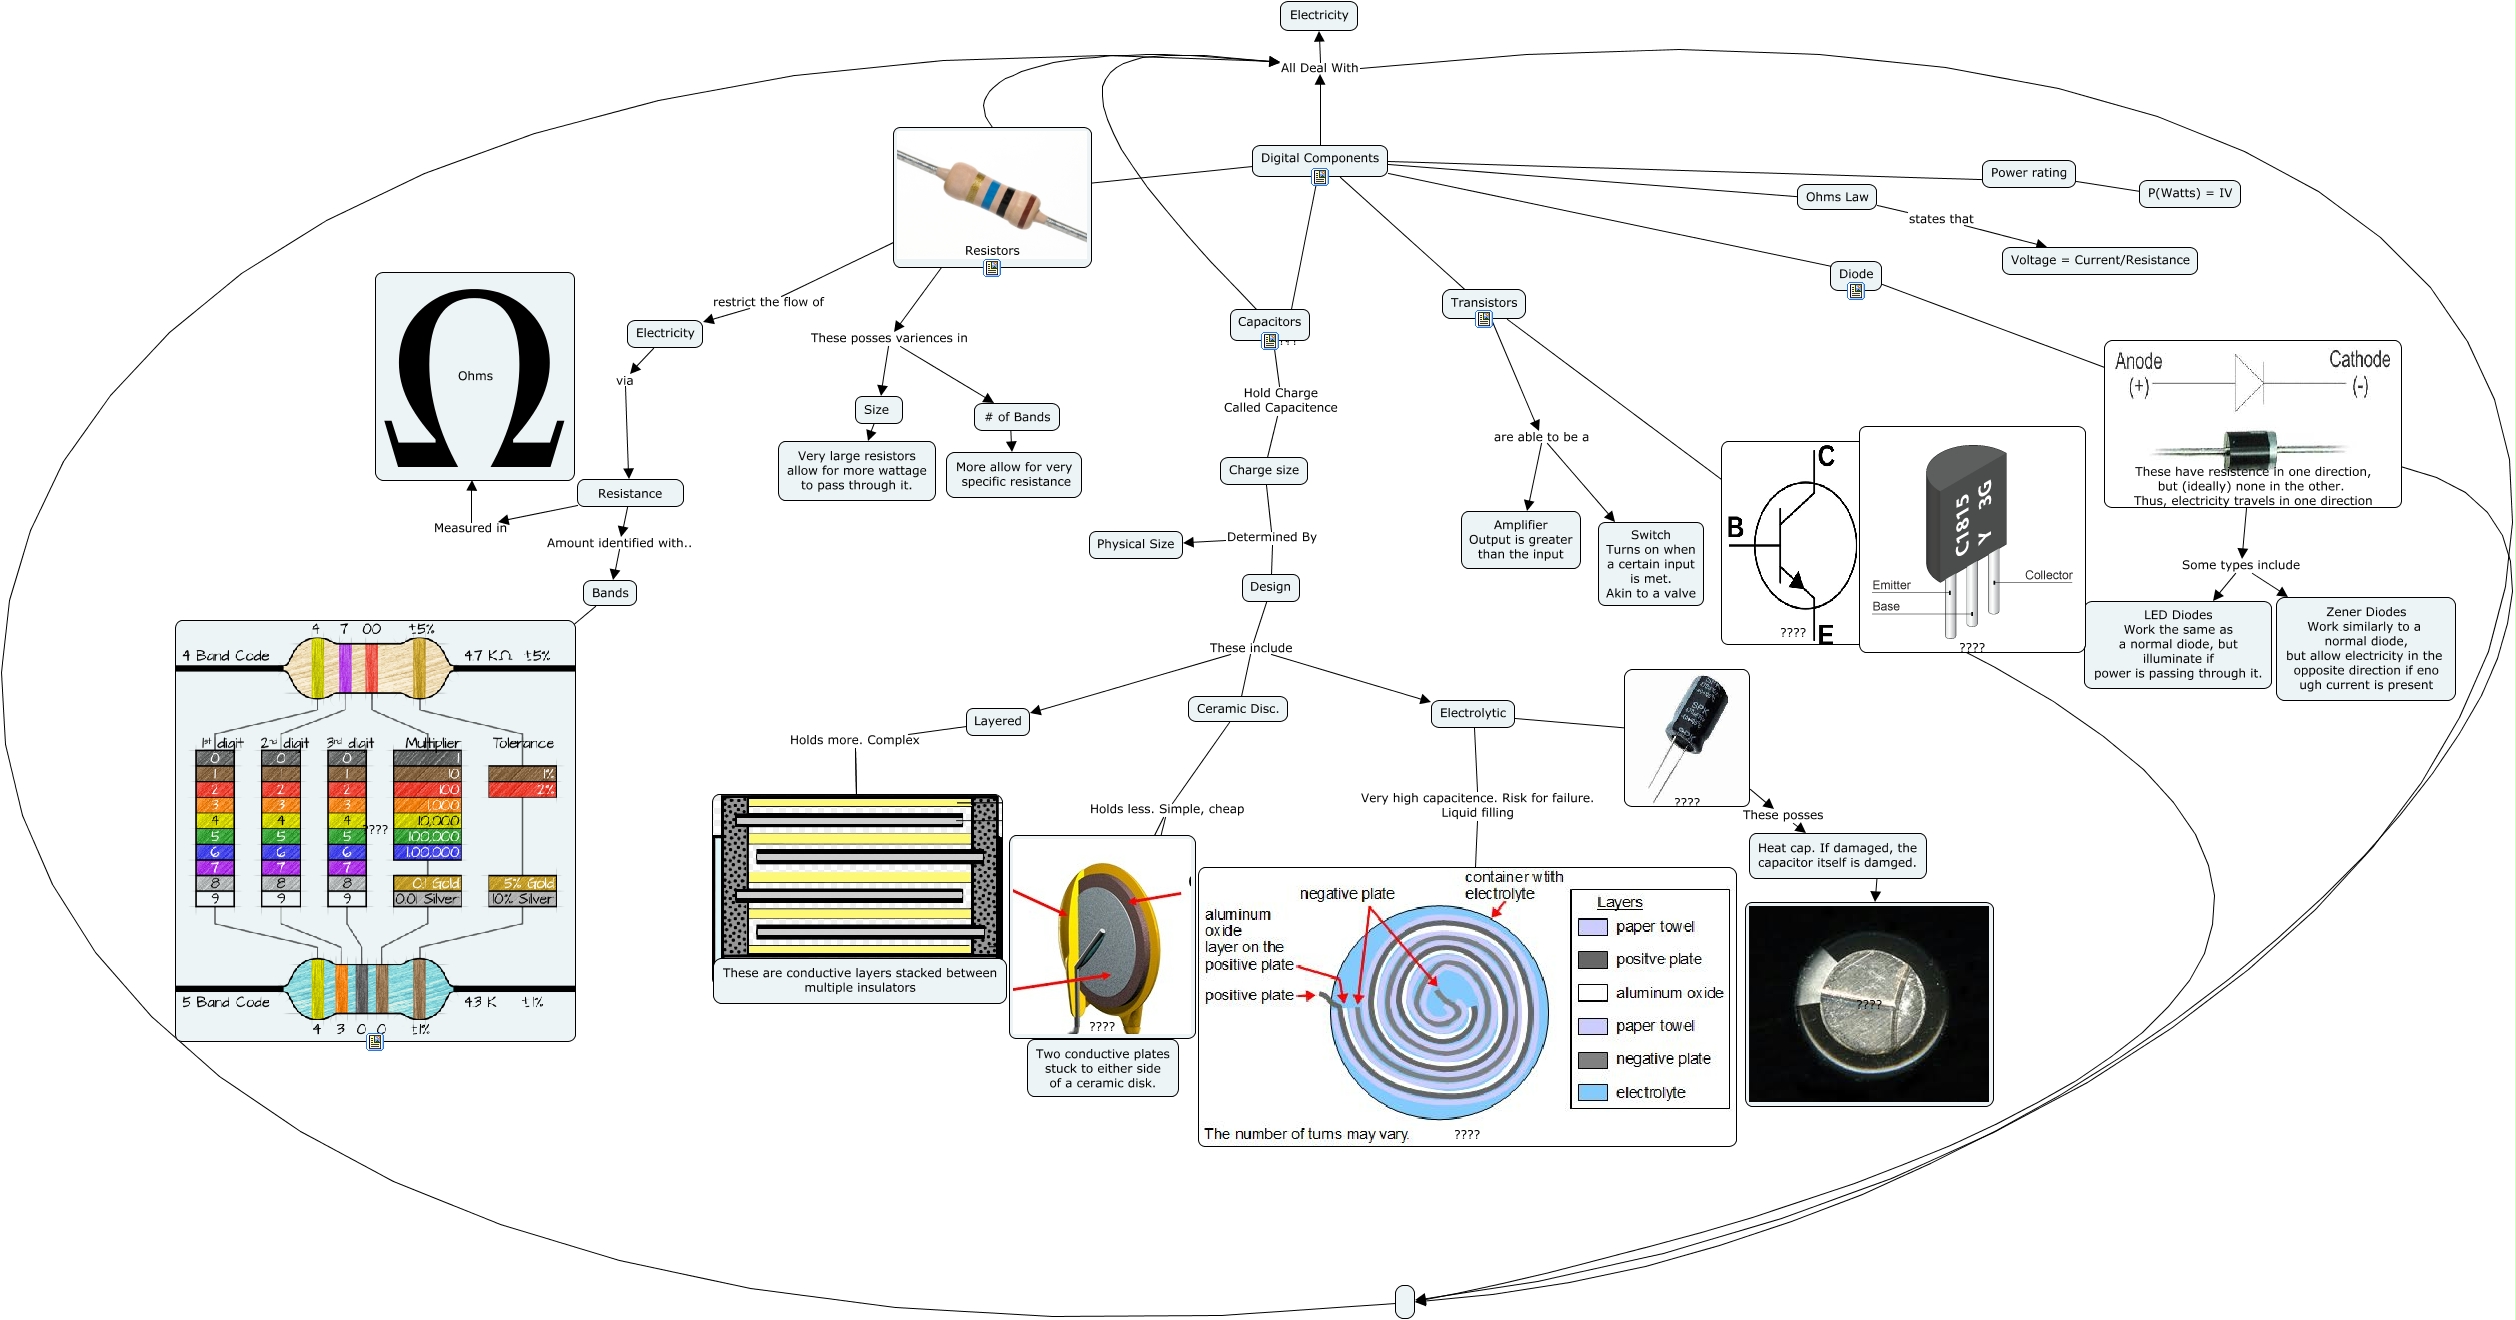 Electricity
All Deal With
Digital Components
Resistors
Power rating
P(Watts) = IV
Ohms Law
states that
Voltage = Current/Resistance
Diode
Transistors
Capacitors
????
restrict the flow of
Electricity
via
Ohms
Resistance
Measured in
Amount identified with..
Bands
These posses variences in
Size
# of Bands
Very large resistors
allow for more wattage
to pass through it.
More allow for very
specific resistance
Hold Charge
Called Capacitence
Charge size
Determined By
Physical Size
Design
These include
are able to be a
Amplifier
Output is greater
than the input
Switch
Turns on when
a certain input
is met.
Akin to a valve
C
B
E
????
C1815
Y 3G
Emitter
Base
Collector
????
Anode
(+)
Cathode
(-)
These have resistence in one direction,
but (ideally) none in the other.
Thus, electricity travels in one direction
Some types include
LED Diodes
Work the same as
a normal diode, but
illuminate if
power is passing through it.
Zener Diodes
Work similarly to a
normal diode,
but allow electricity in the
opposite direction if eno
ugh current is present
4 7 00 ±5%
4 Band Code
4.7 KΩ ±5%
1st digit 2nd digit 3rd digit Multiplier Tolerance
0 0 0 1
1 1 1 10 1%
2 2 2 100 2%
3 3 3 1,000
4 4 4 10,000
????
5 5 5 100,000
6 6 6 1,00,000
7 7 7
8 8 8 0.1 Gold 5% Gold
9 9 9 0.01 Silver 10% Silver
5 Band Code
43 K ±1%
4 3 0 0 ±1%
Layered
Holds more. Complex
These are conductive layers stacked between
multiple insulators
Ceramic Disc.
Holds less. Simple, cheap
????
Two conductive plates
stuck to either side
of a ceramic disk.
Electrolytic
Very high capacitence. Risk for failure.
Liquid filling
SPK
????
These posses
Heat cap. If damaged, the
capacitor itself is damged.
????
negative plate
container wtith
electrolyte
aluminum
oxide
layer on the
positive plate
positive plate
Layers
paper towel
positve plate
aluminum oxide
paper towel
negative plate
electrolyte
The number of turns may vary.
????